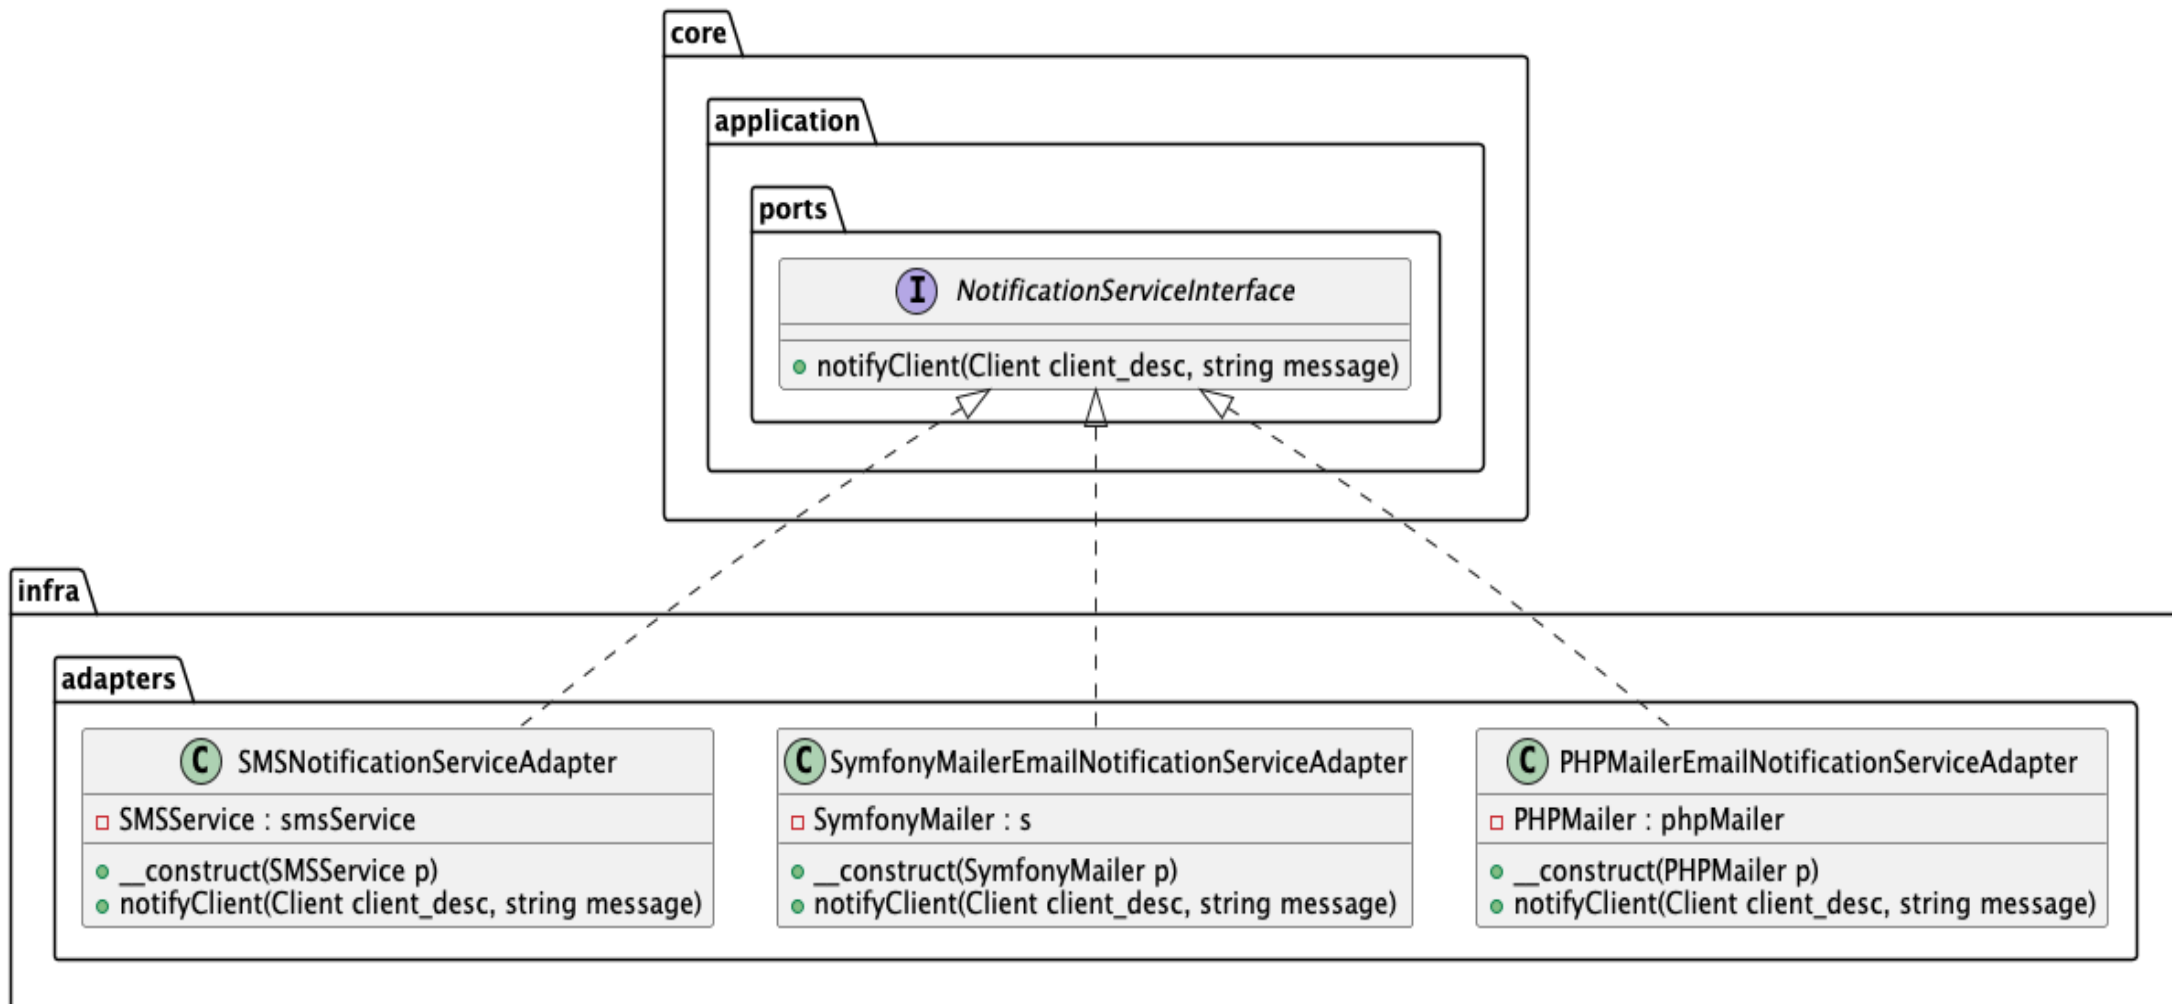 core
application
ports
I NotificationServiceInterface
notifyClient(Client client_desc, string message)
infra
adapters
C SMSNotificationServiceAdapter
SMSService : smsService
__construct(SMSService p)
notifyClient(Client client_desc, string message)
C SymfonyMailerEmailNotificationServiceAdapter
SymfonyMailer : s
__construct(SymfonyMailer p)
notifyClient(Client client_desc, string message)
C PHPMailerEmailNotificationServiceAdapter
PHPMailer : phpMailer
__construct(PHPMailer p)
notifyClient(Client client_desc, string message)